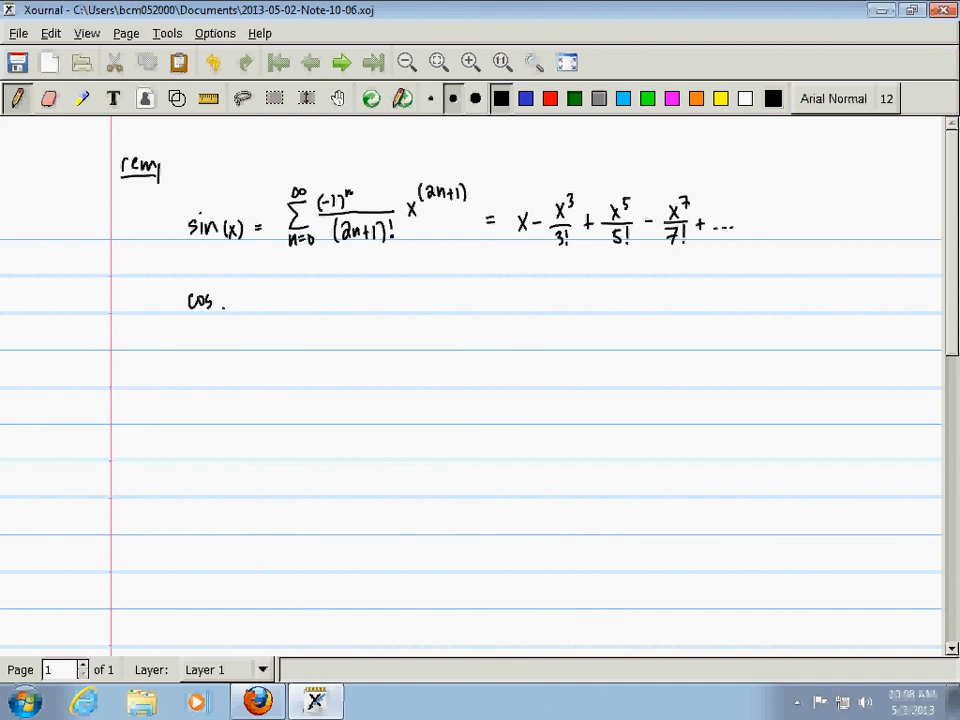 Xournal - C:\Users\bcm052000\Documents\2013-05-02-Note-10-06.xoj
File Edit View Page Tools Options Help
Arial Normal 12
rem
sin(x) = ∑_{n=0}^{∞} (-1)^n/(2n+1)! x^(2n+1) = x - x^3/3! + x^5/5! - x^7/7! + ...
cos
Page 1 of 1 Layer: Layer 1